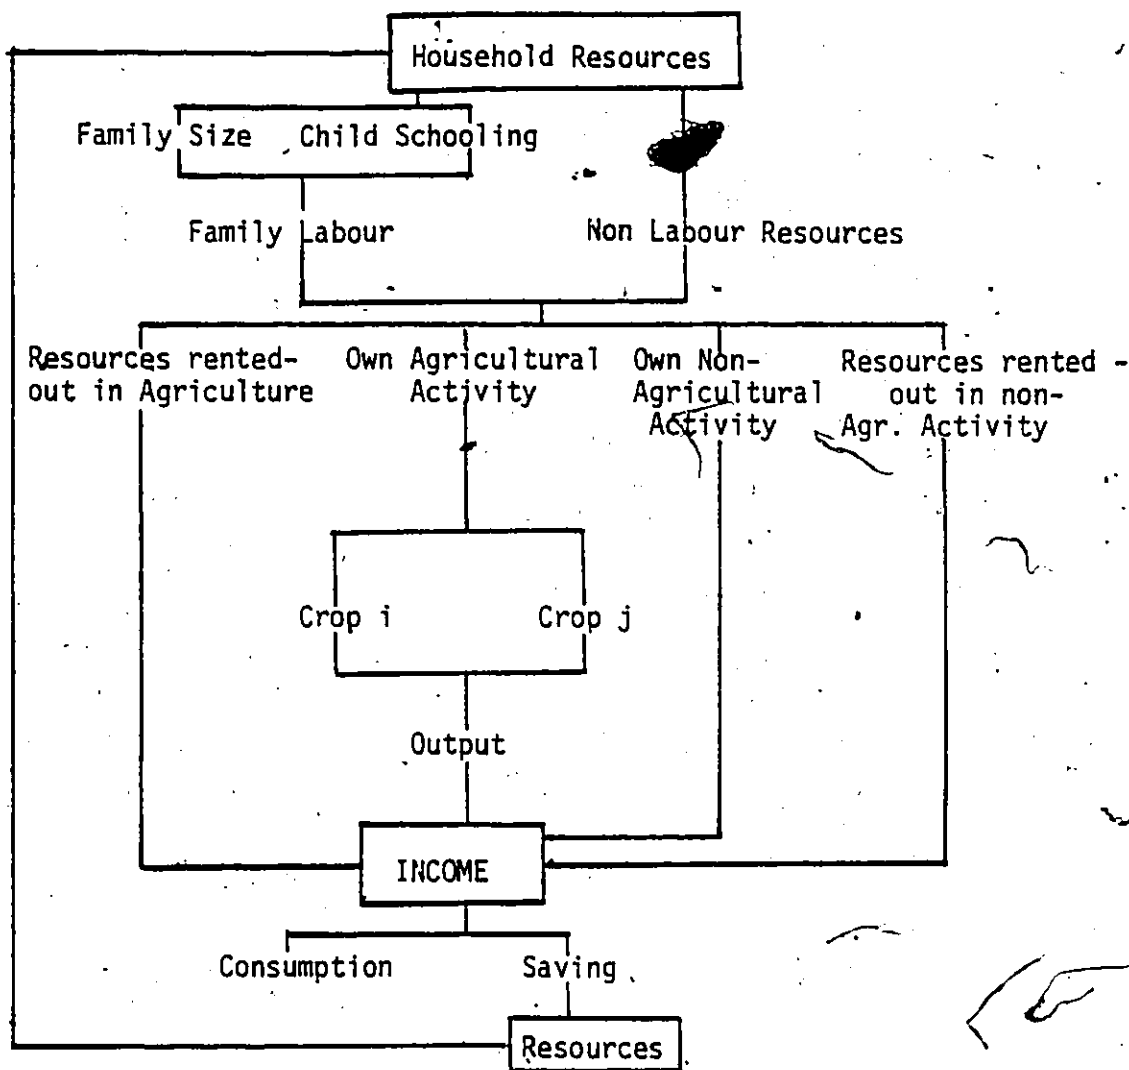 Household Resources
Family Size Child Schooling
Family Labour
Non Labour Resources
Resources rented-
out in Agriculture
Own Agricultural
Activity
Own Non-
Agricultural
Activity
Resources rented -
out in non-
Agr. Activity
Crop i
Crop j
Output
INCOME
Consumption
Saving
Resources